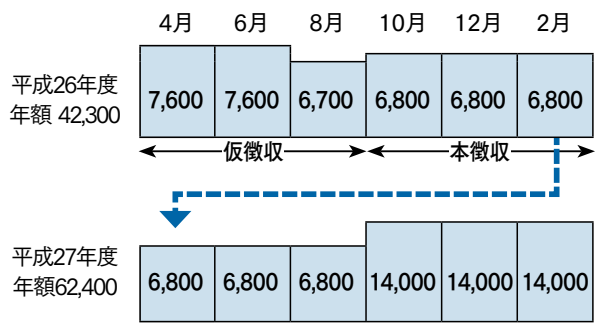 4月 6月 8月 10月 12月 2月
平成26年度
年額 42,300
7,600 7,600 6,700 6,800 6,800 6,800
仮徴収 本徴収
平成27年度
年額62,400
6,800 6,800 6,800 14,000 14,000 14,000